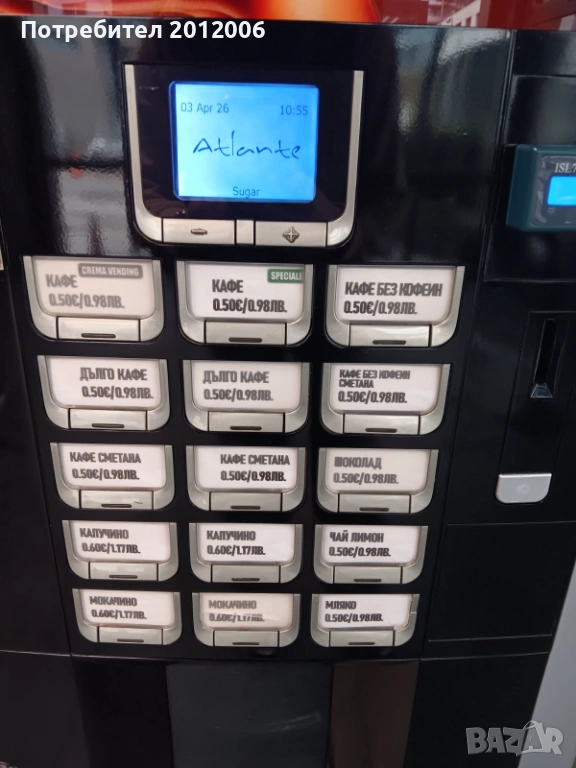 Потребител 2012006
03 Apr 26 10:55
Atlante
Sugar
ISL7
CREMA VENDING
КАФЕ
0.50€/0.98ЛВ.
SPECIALI
КАФЕ
0.50€/0.98ЛВ.
КАФЕ БЕЗ КОФЕИН
0.50€/0.98ЛВ.
ДЪЛГО КАФЕ
0.50€/0.98ЛВ.
ДЪЛГО КАФЕ
0.50€/0.98ЛВ.
КАФЕ БЕЗ КОФЕИН
СМЕТАНА
0.50€/0.98ЛВ.
КАФЕ СМЕТАНА
0.50€/0.98ЛВ.
КАФЕ СМЕТАНА
0.50€/0.98ЛВ.
ШОКОЛАД
0.50€/0.98ЛВ.
КАПУЧИНО
0.60€/1.17ЛВ.
КАПУЧИНО
0.60€/1.17ЛВ.
ЧАЙ ЛИМОН
0.50€/0.98ЛВ.
МОКАЧИНО
0.60€/1.17ЛВ.
МОКАЧИНО
0.60€/1.17ЛВ.
МЛЯКО
0.50€/0.98ЛВ.
BAZAR